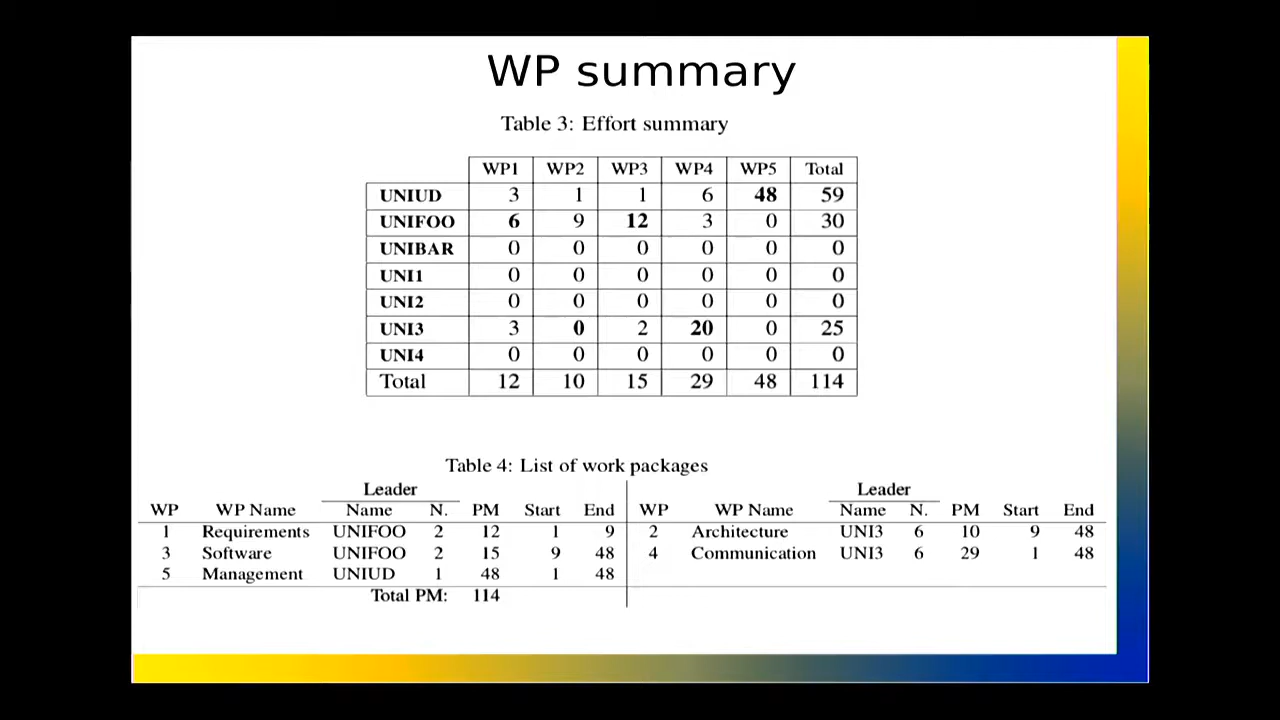 WP summary
Table 3: Effort summary
WP1 WP2 WP3 WP4 WP5 Total
UNIUD 3 1 1 6 48 59
UNIFOO 6 9 12 3 0 30
UNIBAR 0 0 0 0 0 0
UNI1 0 0 0 0 0 0
UNI2 0 0 0 0 0 0
UNI3 3 0 2 20 0 25
UNI4 0 0 0 0 0 0
Total 12 10 15 29 48 114
Table 4: List of work packages
Leader Leader
WP WP Name Name N. PM Start End WP WP Name Name N. PM Start End
1 Requirements UNIFOO 2 12 1 9 2 Architecture UNI3 6 10 9 48
3 Software UNIFOO 2 15 9 48 4 Communication UNI3 6 29 1 48
5 Management UNIUD 1 48 1 48
Total PM: 114